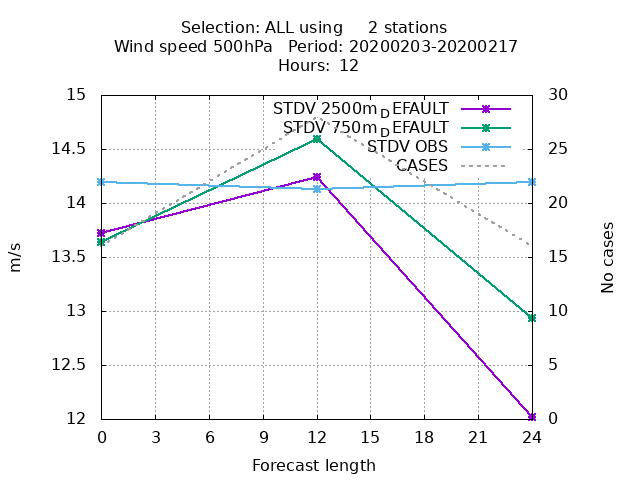 Selection: ALL using     2 stations
Wind speed 500hPa   Period: 20200203-20200217
Hours:  12
15
14.5
14
13.5
13
12.5
12
m/s
STDV 2500m_DEFAULT
STDV 750m_DEFAULT
STDV OBS
CASES
30
25
20
15
10
5
0
No cases
0 3 6 9 12 15 18 21 24
Forecast length